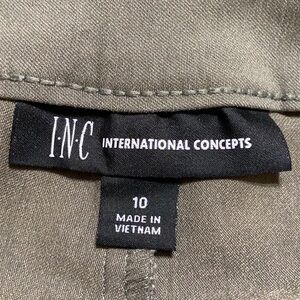 I·N·C INTERNATIONAL CONCEPTS
10
MADE IN
VIETNAM